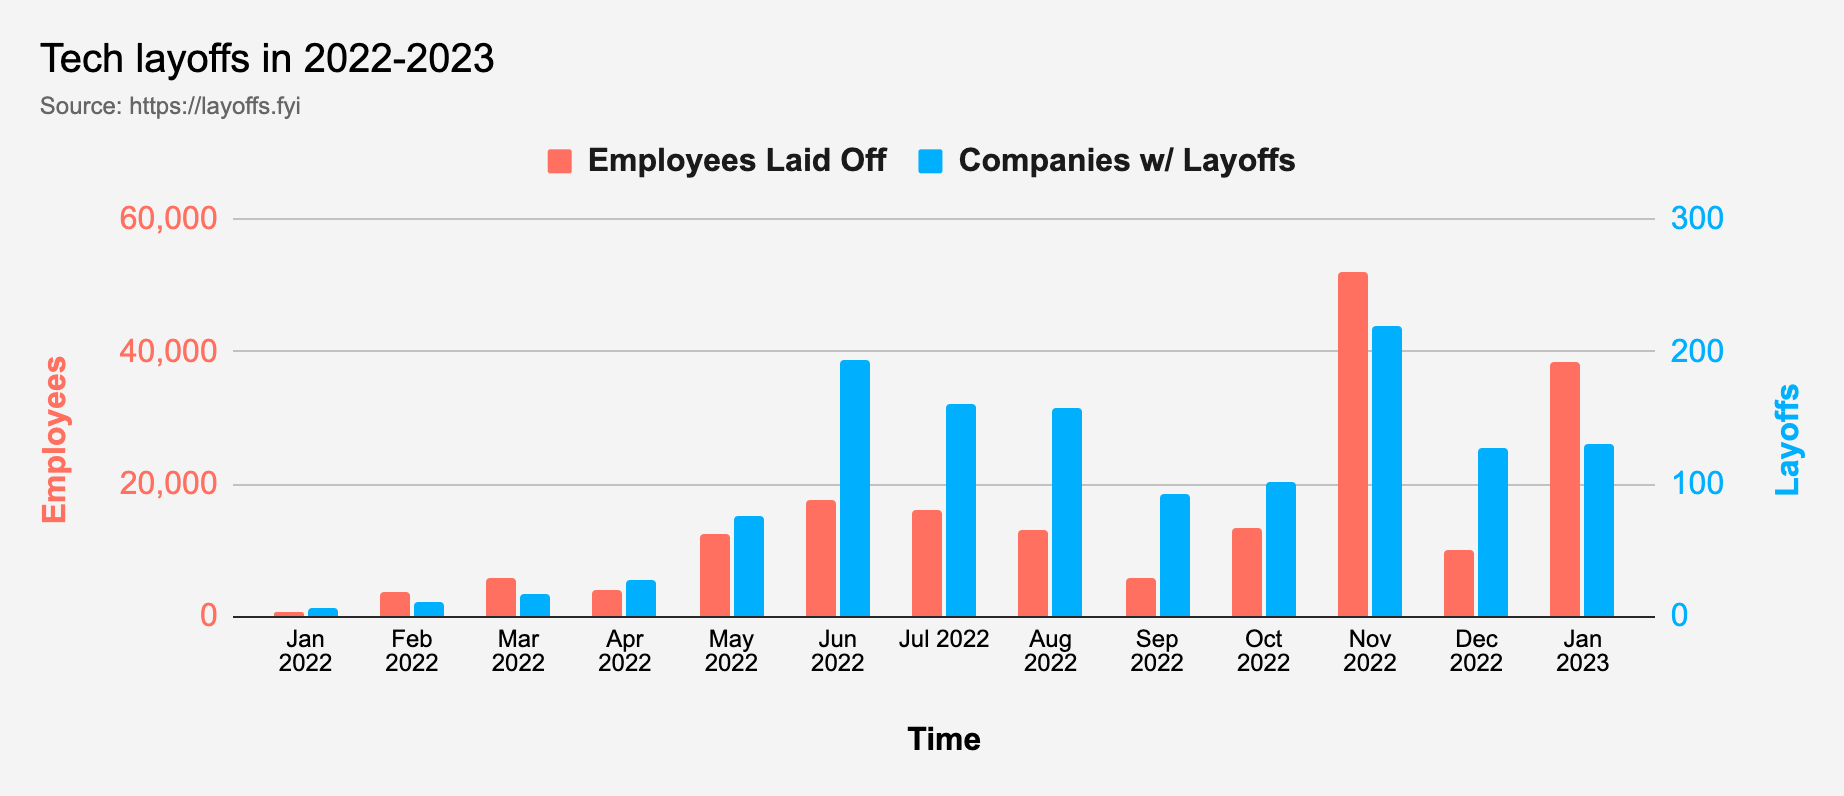 Tech layoffs in 2022-2023
Source: https://layoffs.fyi
Employees Laid Off
Companies w/ Layoffs
60,000
40,000
20,000
0
Employees
300
200
100
0
Layoffs
Jan
2022
Feb
2022
Mar
2022
Apr
2022
May
2022
Jun
2022
Jul 2022
Aug
2022
Sep
2022
Oct
2022
Nov
2022
Dec
2022
Jan
2023
Time